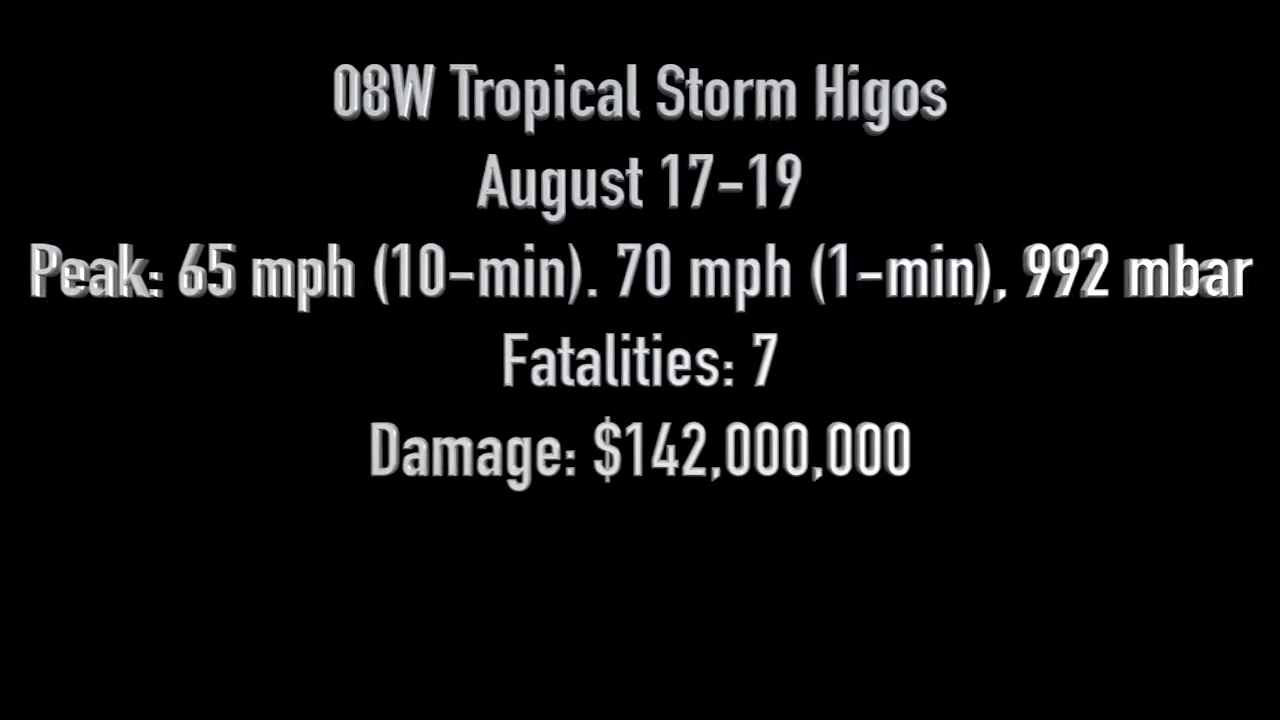 08W Tropical Storm Higos
August 17-19
Peak: 65 mph (10-min). 70 mph (1-min), 992 mbar
Fatalities: 7
Damage: $142,000,000